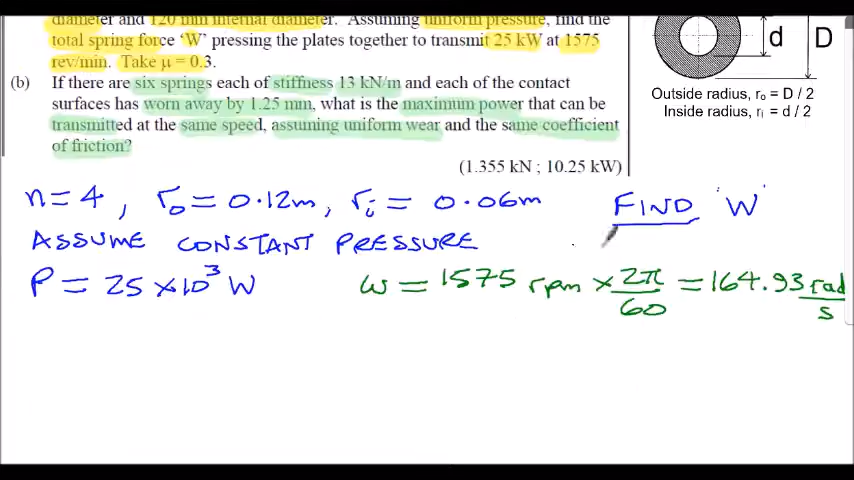 diameter and 120 mm internal diameter. Assuming uniform pressure, find the
total spring force 'W' pressing the plates together to transmit 25 kW at 1575
rev/min. Take μ = 0.3.
(b) If there are six springs each of stiffness 13 kN/m and each of the contact
surfaces has worn away by 1.25 mm, what is the maximum power that can be
transmitted at the same speed, assuming uniform wear and the same coefficient
of friction?
(1.355 kN ; 10.25 kW)
d D
Outside radius, rₒ = D / 2
Inside radius, rᵢ = d / 2
n = 4 , rₒ = 0.12m , rᵢ = 0.06m FIND 'W'
ASSUME CONSTANT PRESSURE
P = 25 × 10³ W ω = 1575 rpm × 2π/60 = 164.93 rad/s